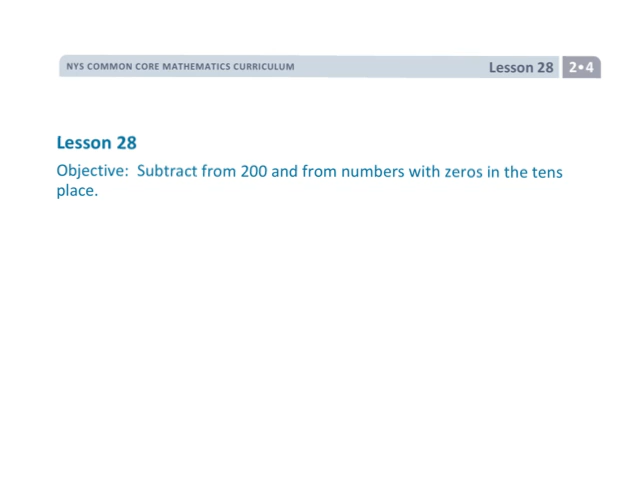 NYS COMMON CORE MATHEMATICS CURRICULUM Lesson 28 2•4
Lesson 28
Objective: Subtract from 200 and from numbers with zeros in the tens
place.